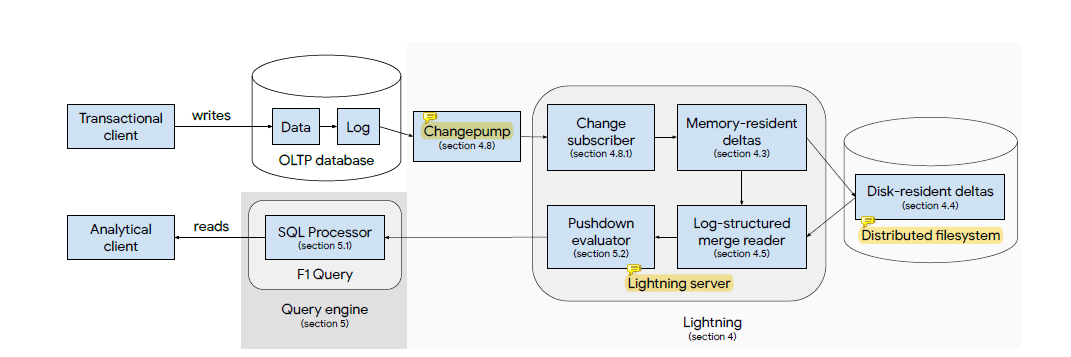 Transactional
client
writes
Data
Log
OLTP database
Changepump
(section 4.8)
Change
subscriber
(section 4.8.1)
Memory-resident
deltas
(section 4.3)
Disk-resident deltas
(section 4.4)
Distributed filesystem
Analytical
client
reads
SQL Processor
(section 5.1)
F1 Query
Query engine
(section 5)
Pushdown
evaluator
(section 5.2)
Log-structured
merge reader
(section 4.5)
Lightning server
Lightning
(section 4)